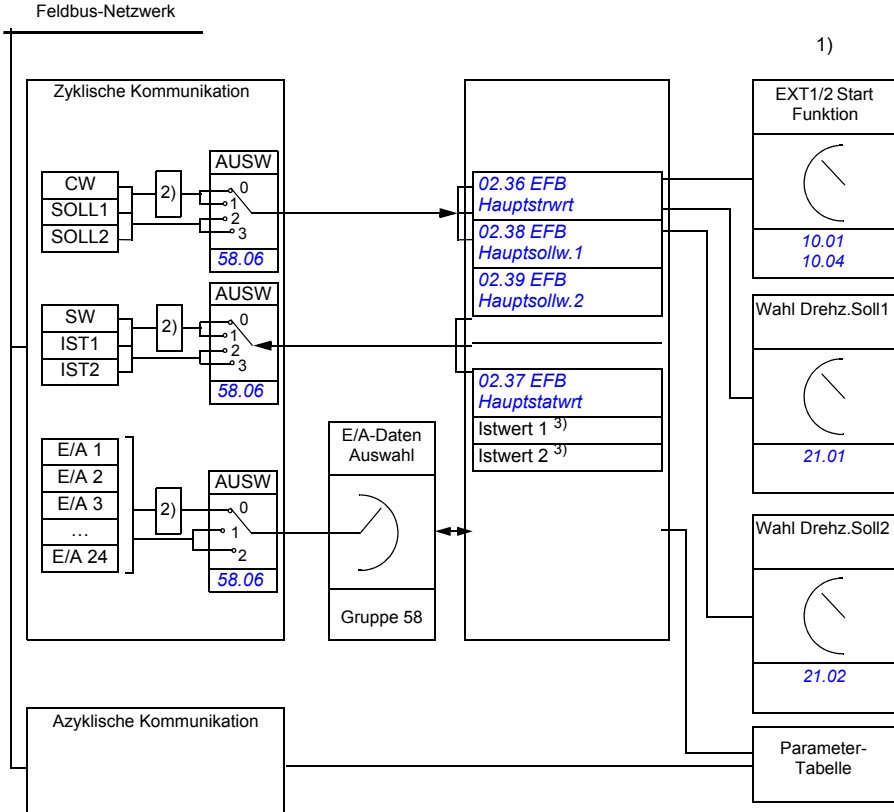 Feldbus-Netzwerk
1)
Zyklische Kommunikation
CW
SOLL1
SOLL2
2)
AUSW
0
1
2
3
58.06
SW
IST1
IST2
2)
AUSW
0
1
2
3
58.06
E/A 1
E/A 2
E/A 3
...
E/A 24
2)
AUSW
0
1
2
58.06
E/A-Daten
Auswahl
Gruppe 58
02.36 EFB
Hauptstrwrt
02.38 EFB
Hauptsollw.1
02.39 EFB
Hauptsollw.2
02.37 EFB
Hauptstatwrt
Istwert 1 3)
Istwert 2 3)
EXT1/2 Start
Funktion
10.01
10.04
Wahl Drehz.Soll1
21.01
Wahl Drehz.Soll2
21.02
Azyklische Kommunikation
Parameter-
Tabelle